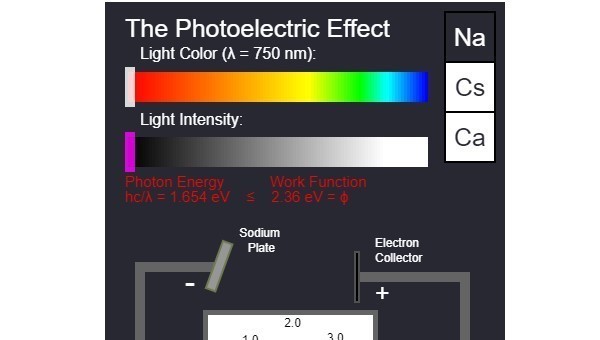 The Photoelectric Effect
Light Color (λ = 750 nm):
Light Intensity:
Na
Cs
Ca
Photon Energy Work Function
hc/λ = 1.654 eV ≤ 2.36 eV = ϕ
Sodium
Plate
Electron
Collector
-
+
2.0
1.0 3.0